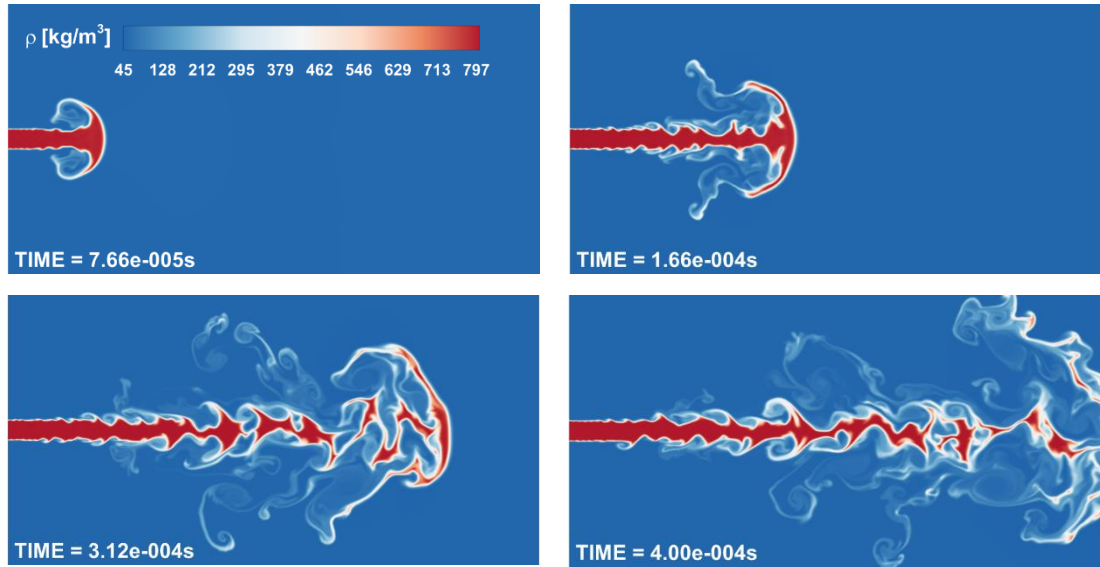 ρ [kg/m³]
45 128 212 295 379 462 546 629 713 797
TIME = 7.66e-005s
TIME = 1.66e-004s
TIME = 3.12e-004s
TIME = 4.00e-004s